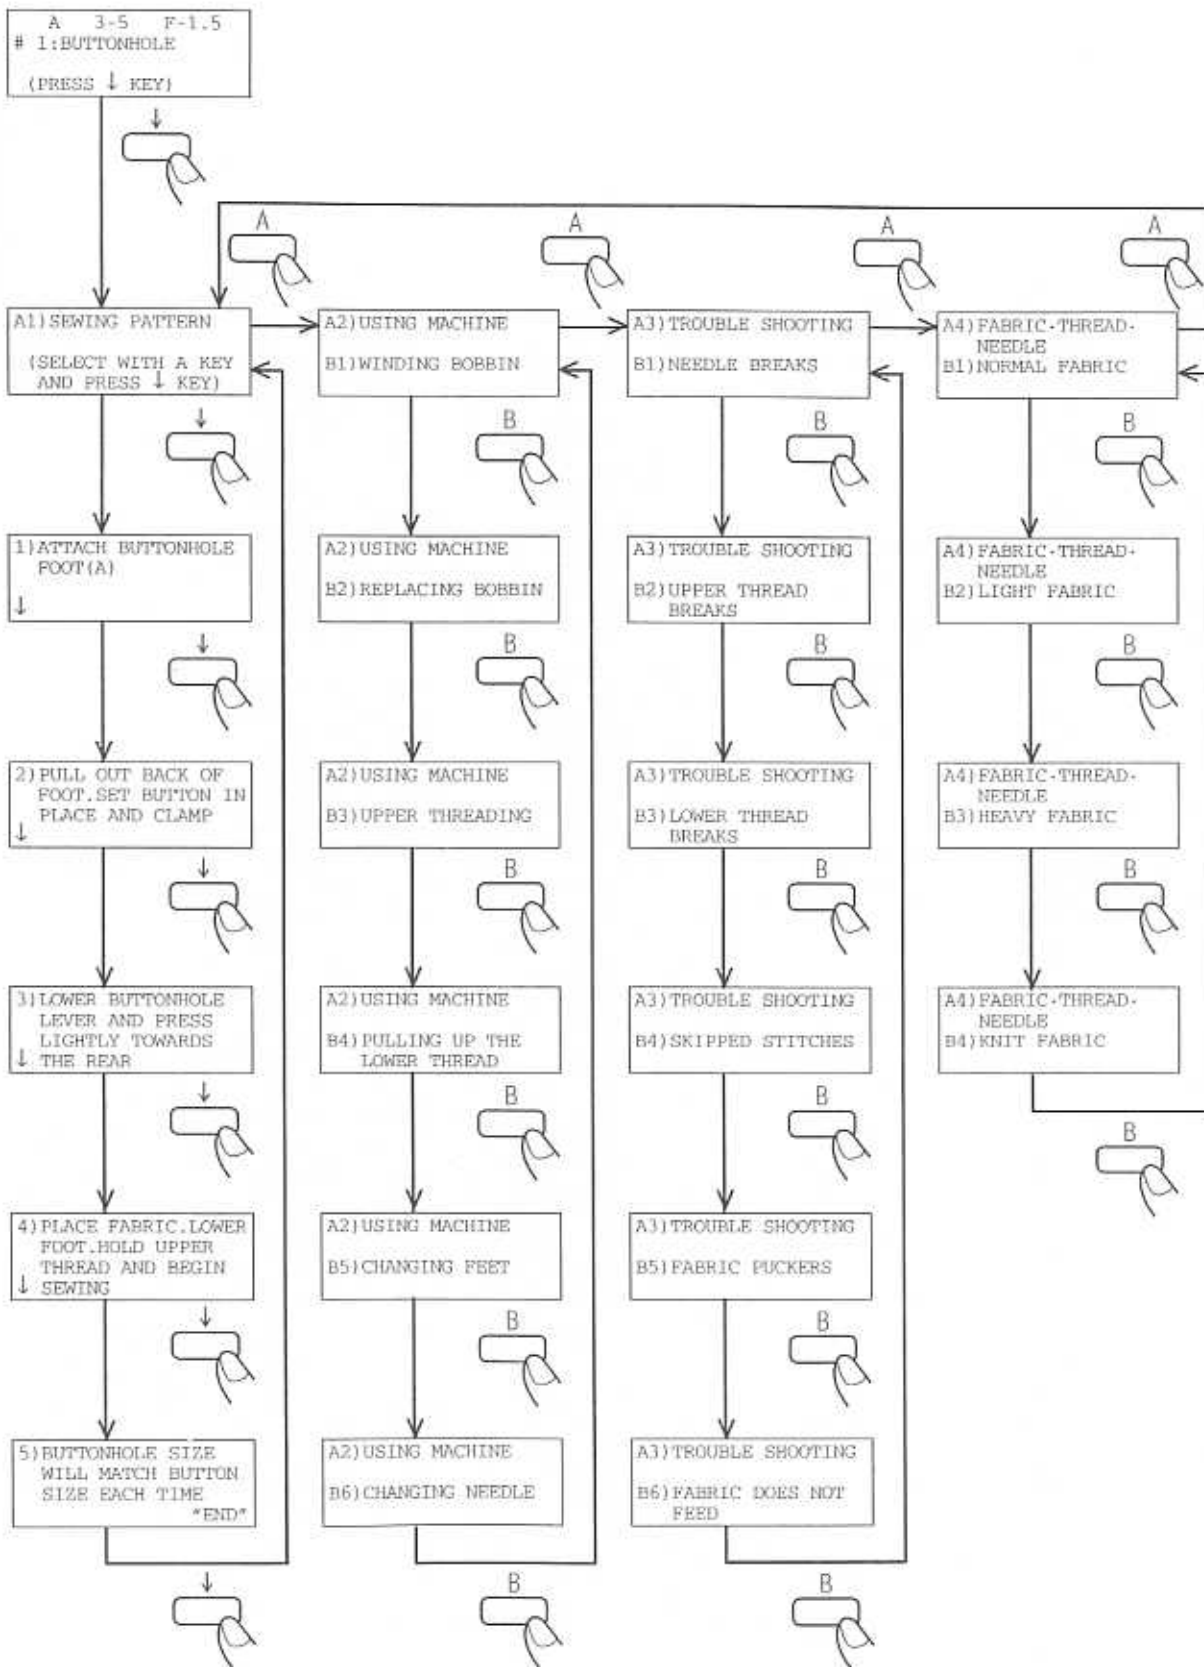 A 3-5 F-1.5
# 1:BUTTONHOLE
(PRESS ↓ KEY)
↓
A
A
A
A
A1)SEWING PATTERN
(SELECT WITH A KEY
AND PRESS ↓ KEY)
A2)USING MACHINE
B1)WINDING BOBBIN
A3)TROUBLE SHOOTING
B1)NEEDLE BREAKS
A4)FABRIC·THREAD·
NEEDLE
B1)NORMAL FABRIC
↓
B
B
B
1)ATTACH BUTTONHOLE
FOOT(A)
↓
A2)USING MACHINE
B2)REPLACING BOBBIN
A3)TROUBLE SHOOTING
B2)UPPER THREAD
BREAKS
A4)FABRIC·THREAD·
NEEDLE
B2)LIGHT FABRIC
↓
B
B
B
2)PULL OUT BACK OF
FOOT.SET BUTTON IN
PLACE AND CLAMP
↓
A2)USING MACHINE
B3)UPPER THREADING
A3)TROUBLE SHOOTING
B3)LOWER THREAD
BREAKS
A4)FABRIC·THREAD·
NEEDLE
B3)HEAVY FABRIC
↓
B
B
B
3)LOWER BUTTONHOLE
LEVER AND PRESS
LIGHTLY TOWARDS
↓ THE REAR
A2)USING MACHINE
B4)PULLING UP THE
LOWER THREAD
A3)TROUBLE SHOOTING
B4)SKIPPED STITCHES
A4)FABRIC·THREAD·
NEEDLE
B4)KNIT FABRIC
↓
B
B
B
4)PLACE FABRIC.LOWER
FOOT.HOLD UPPER
THREAD AND BEGIN
↓ SEWING
A2)USING MACHINE
B5)CHANGING FEET
A3)TROUBLE SHOOTING
B5)FABRIC PUCKERS
↓
B
B
5)BUTTONHOLE SIZE
WILL MATCH BUTTON
SIZE EACH TIME
"END"
A2)USING MACHINE
B6)CHANGING NEEDLE
A3)TROUBLE SHOOTING
B6)FABRIC DOES NOT
FEED
↓
B
B